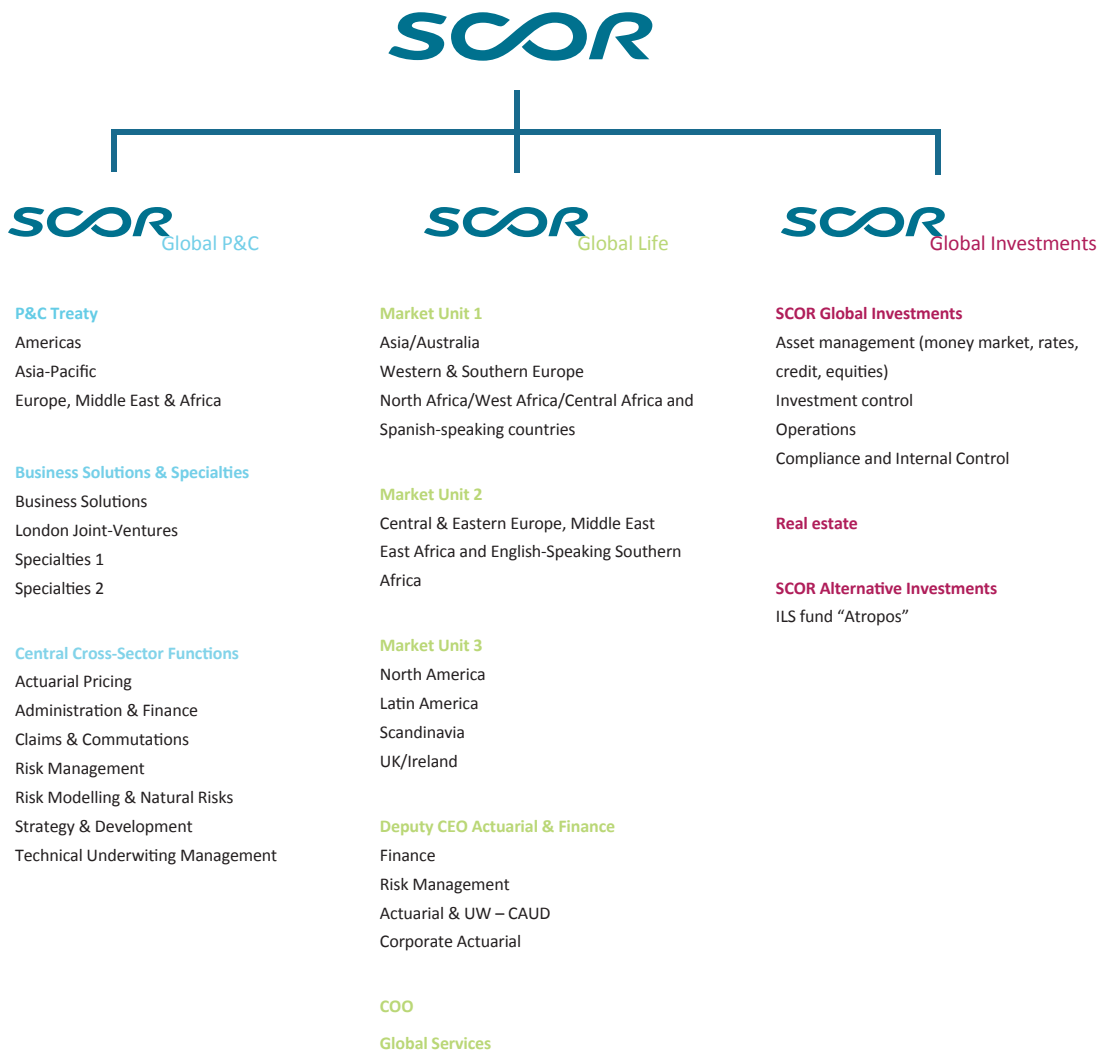 SCOR
SCOR
Global P&C
SCOR
Global Life
SCOR
Global Investments
P&C Treaty
Americas
Asia-Pacific
Europe, Middle East & Africa
Business Solutions & Specialties
Business Solutions
London Joint-Ventures
Specialties 1
Specialties 2
Central Cross-Sector Functions
Actuarial Pricing
Administration & Finance
Claims & Commutations
Risk Management
Risk Modelling & Natural Risks
Strategy & Development
Technical Underwiting Management
Market Unit 1
Asia/Australia
Western & Southern Europe
North Africa/West Africa/Central Africa and
Spanish-speaking countries
Market Unit 2
Central & Eastern Europe, Middle East
East Africa and English-Speaking Southern
Africa
Market Unit 3
North America
Latin America
Scandinavia
UK/Ireland
Deputy CEO Actuarial & Finance
Finance
Risk Management
Actuarial & UW – CAUD
Corporate Actuarial
COO
Global Services
SCOR Global Investments
Asset management (money market, rates,
credit, equities)
Investment control
Operations
Compliance and Internal Control
Real estate
SCOR Alternative Investments
ILS fund “Atropos”